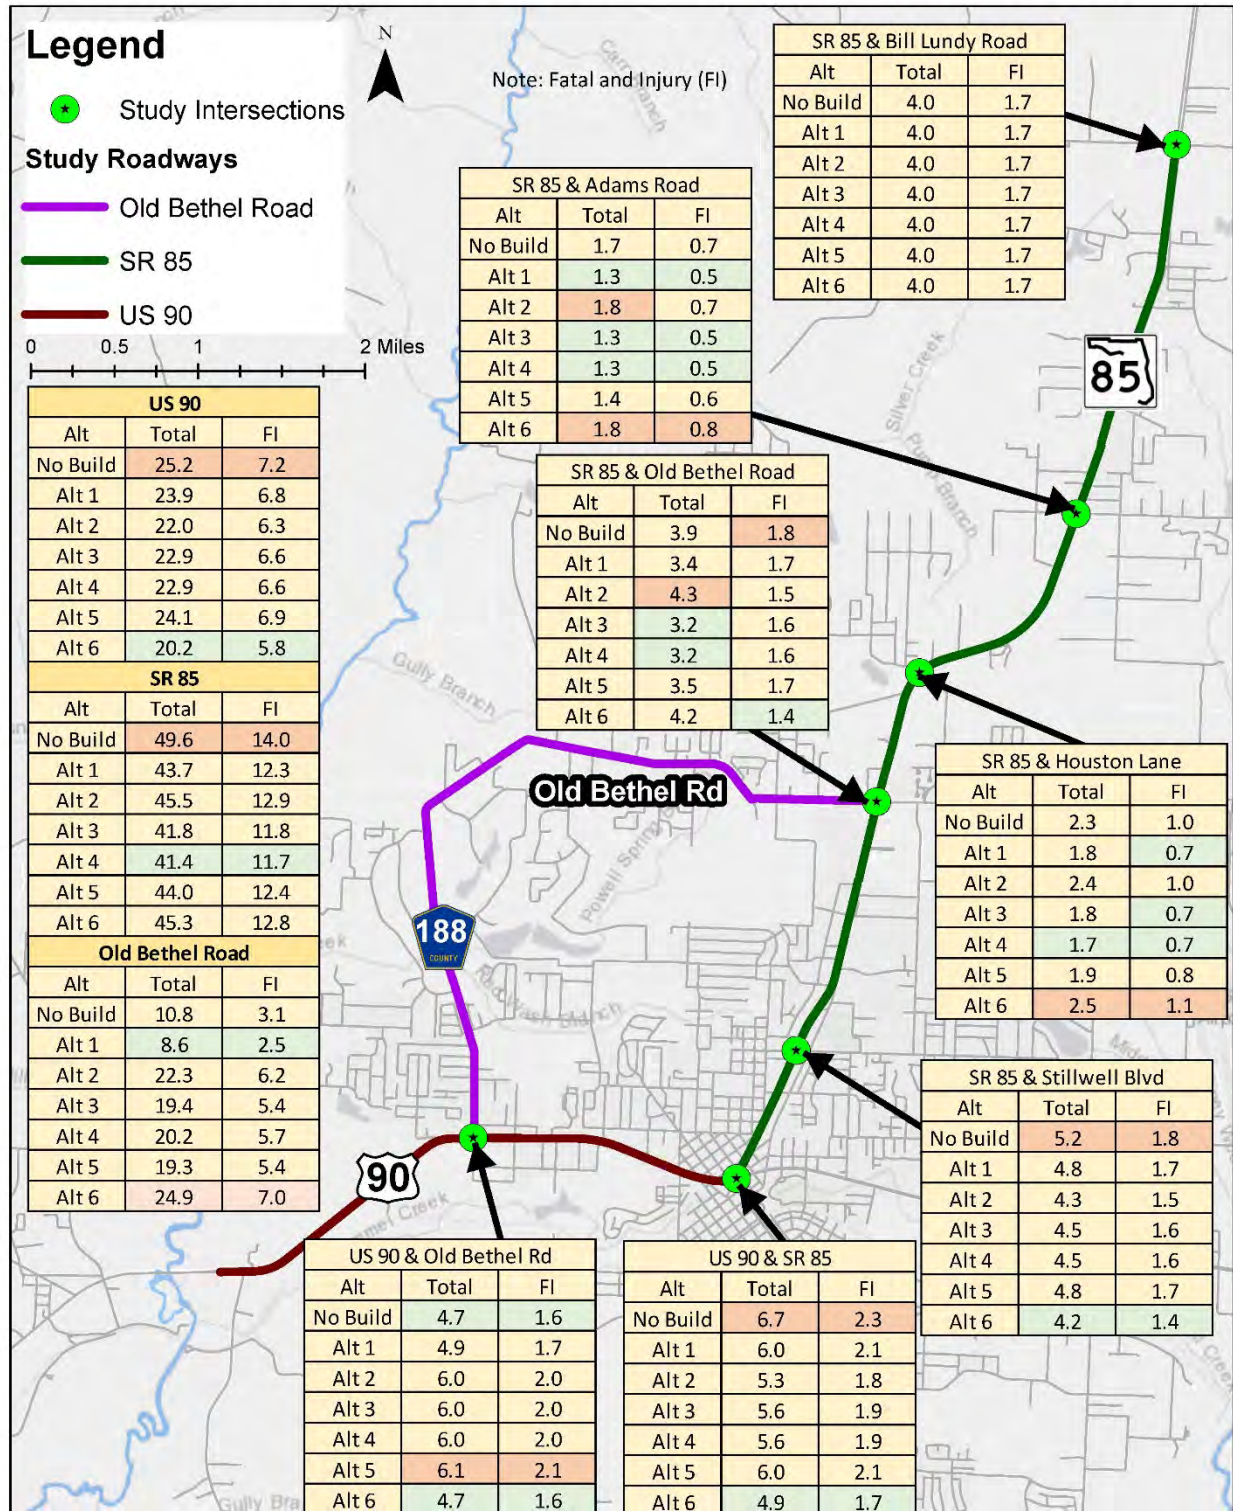 Legend
Study Intersections
Study Roadways
Old Bethel Road
SR 85
US 90
0 0.5 1 2 Miles
N
Note: Fatal and Injury (FI)
Silver Creek
Pump Branch
Gully Branch
SR 85 & Bill Lundy Road
Alt Total FI
No Build 4.0 1.7
Alt 1 4.0 1.7
Alt 2 4.0 1.7
Alt 3 4.0 1.7
Alt 4 4.0 1.7
Alt 5 4.0 1.7
Alt 6 4.0 1.7
SR 85 & Adams Road
Alt Total FI
No Build 1.7 0.7
Alt 1 1.3 0.5
Alt 2 1.8 0.7
Alt 3 1.3 0.5
Alt 4 1.3 0.5
Alt 5 1.4 0.6
Alt 6 1.8 0.8
85
US 90
Alt Total FI
No Build 25.2 7.2
Alt 1 23.9 6.8
Alt 2 22.0 6.3
Alt 3 22.9 6.6
Alt 4 22.9 6.6
Alt 5 24.1 6.9
Alt 6 20.2 5.8
SR 85
Alt Total FI
No Build 49.6 14.0
Alt 1 43.7 12.3
Alt 2 45.5 12.9
Alt 3 41.8 11.8
Alt 4 41.4 11.7
Alt 5 44.0 12.4
Alt 6 45.3 12.8
Old Bethel Road
Alt Total FI
No Build 10.8 3.1
Alt 1 8.6 2.5
Alt 2 22.3 6.2
Alt 3 19.4 5.4
Alt 4 20.2 5.7
Alt 5 19.3 5.4
Alt 6 24.9 7.0
SR 85 & Old Bethel Road
Alt Total FI
No Build 3.9 1.8
Alt 1 3.4 1.7
Alt 2 4.3 1.5
Alt 3 3.2 1.6
Alt 4 3.2 1.6
Alt 5 3.5 1.7
Alt 6 4.2 1.4
Old Bethel Rd
188
COUNTY
90
SR 85 & Houston Lane
Alt Total FI
No Build 2.3 1.0
Alt 1 1.8 0.7
Alt 2 2.4 1.0
Alt 3 1.8 0.7
Alt 4 1.7 0.7
Alt 5 1.9 0.8
Alt 6 2.5 1.1
SR 85 & Stillwell Blvd
Alt Total FI
No Build 5.2 1.8
Alt 1 4.8 1.7
Alt 2 4.3 1.5
Alt 3 4.5 1.6
Alt 4 4.5 1.6
Alt 5 4.8 1.7
Alt 6 4.2 1.4
US 90 & Old Bethel Rd
Alt Total FI
No Build 4.7 1.6
Alt 1 4.9 1.7
Alt 2 6.0 2.0
Alt 3 6.0 2.0
Alt 4 6.0 2.0
Alt 5 6.1 2.1
Alt 6 4.7 1.6
US 90 & SR 85
Alt Total FI
No Build 6.7 2.3
Alt 1 6.0 2.1
Alt 2 5.3 1.8
Alt 3 5.6 1.9
Alt 4 5.6 1.9
Alt 5 6.0 2.1
Alt 6 4.9 1.7